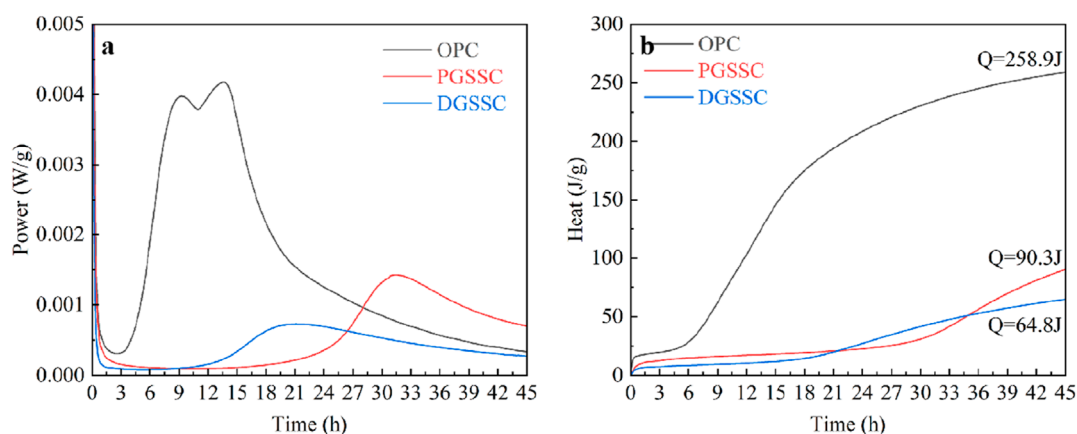 a
OPC
PGSSC
DGSSC
0.005
0.004
0.003
0.002
0.001
0.000
Power (W/g)
0 3 6 9 12 15 18 21 24 27 30 33 36 39 42 45
Time (h)
b
OPC
PGSSC
DGSSC
Q=258.9J
Q=90.3J
Q=64.8J
300
250
200
150
100
50
0
Heat (J/g)
0 3 6 9 12 15 18 21 24 27 30 33 36 39 42 45
Time (h)